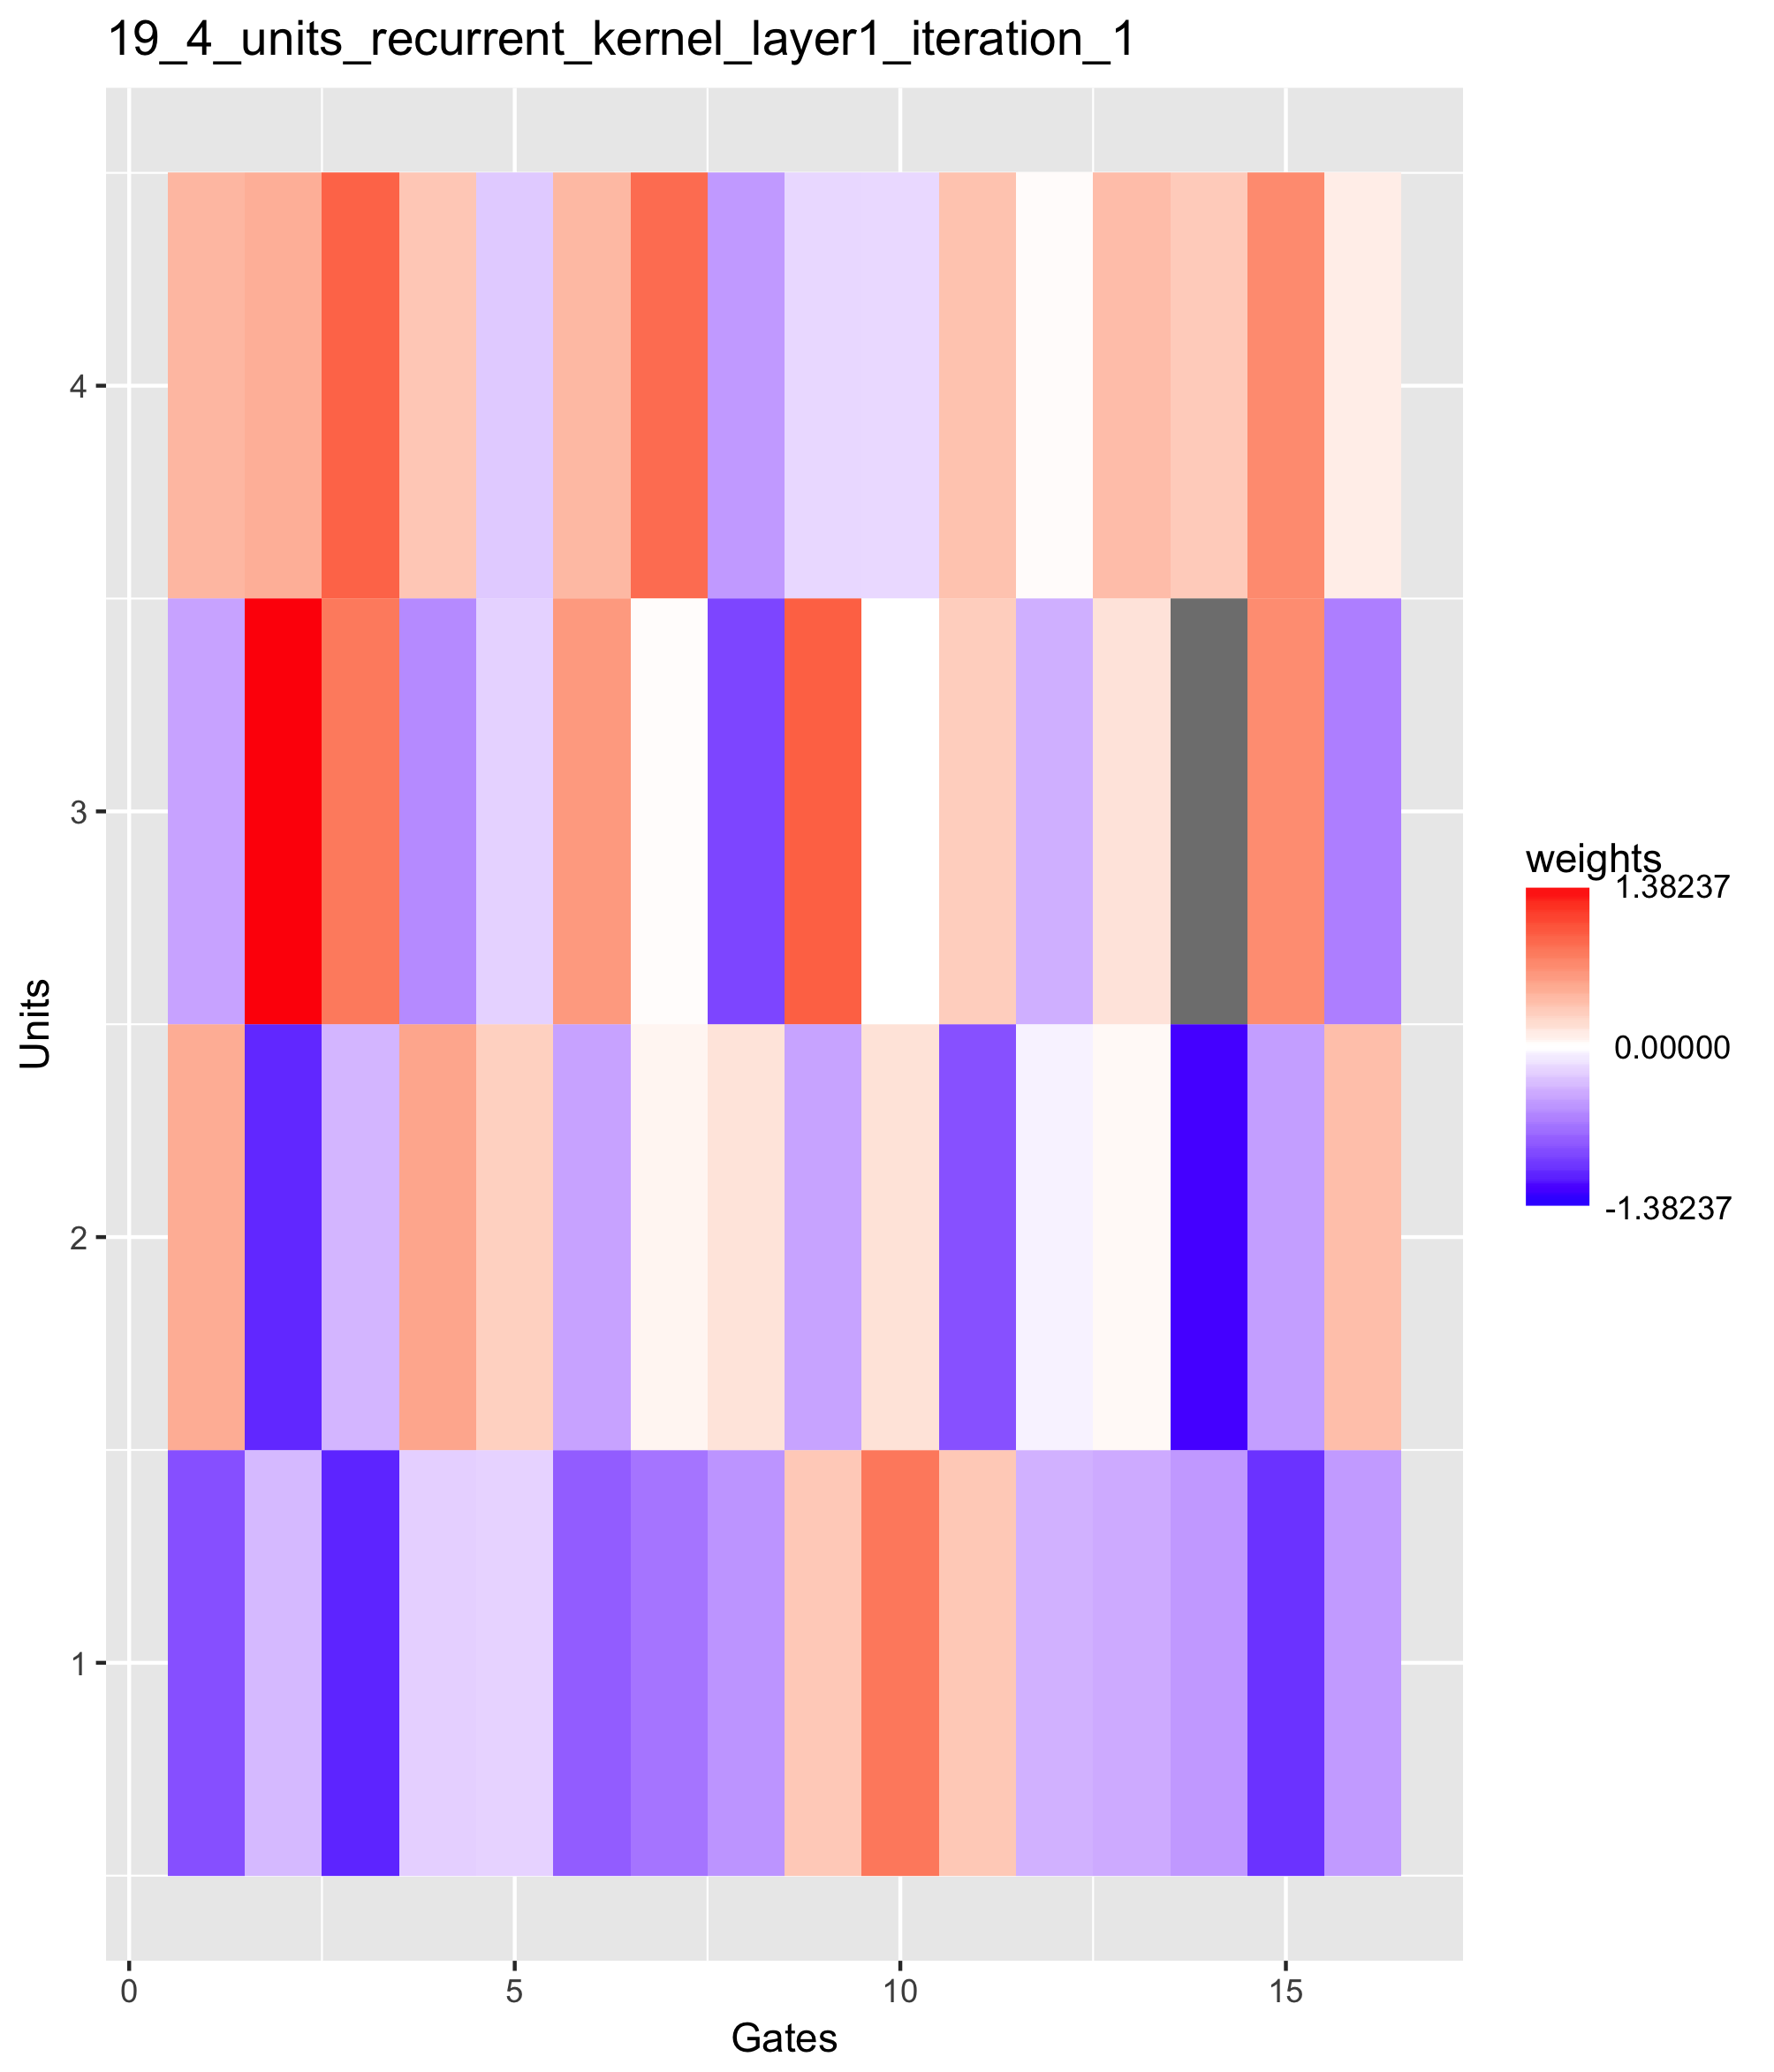 19_4_units_recurrent_kernel_layer1_iteration_1
4
3
2
1
Units
0 5 10 15
Gates
weights
1.38237
0.00000
-1.38237